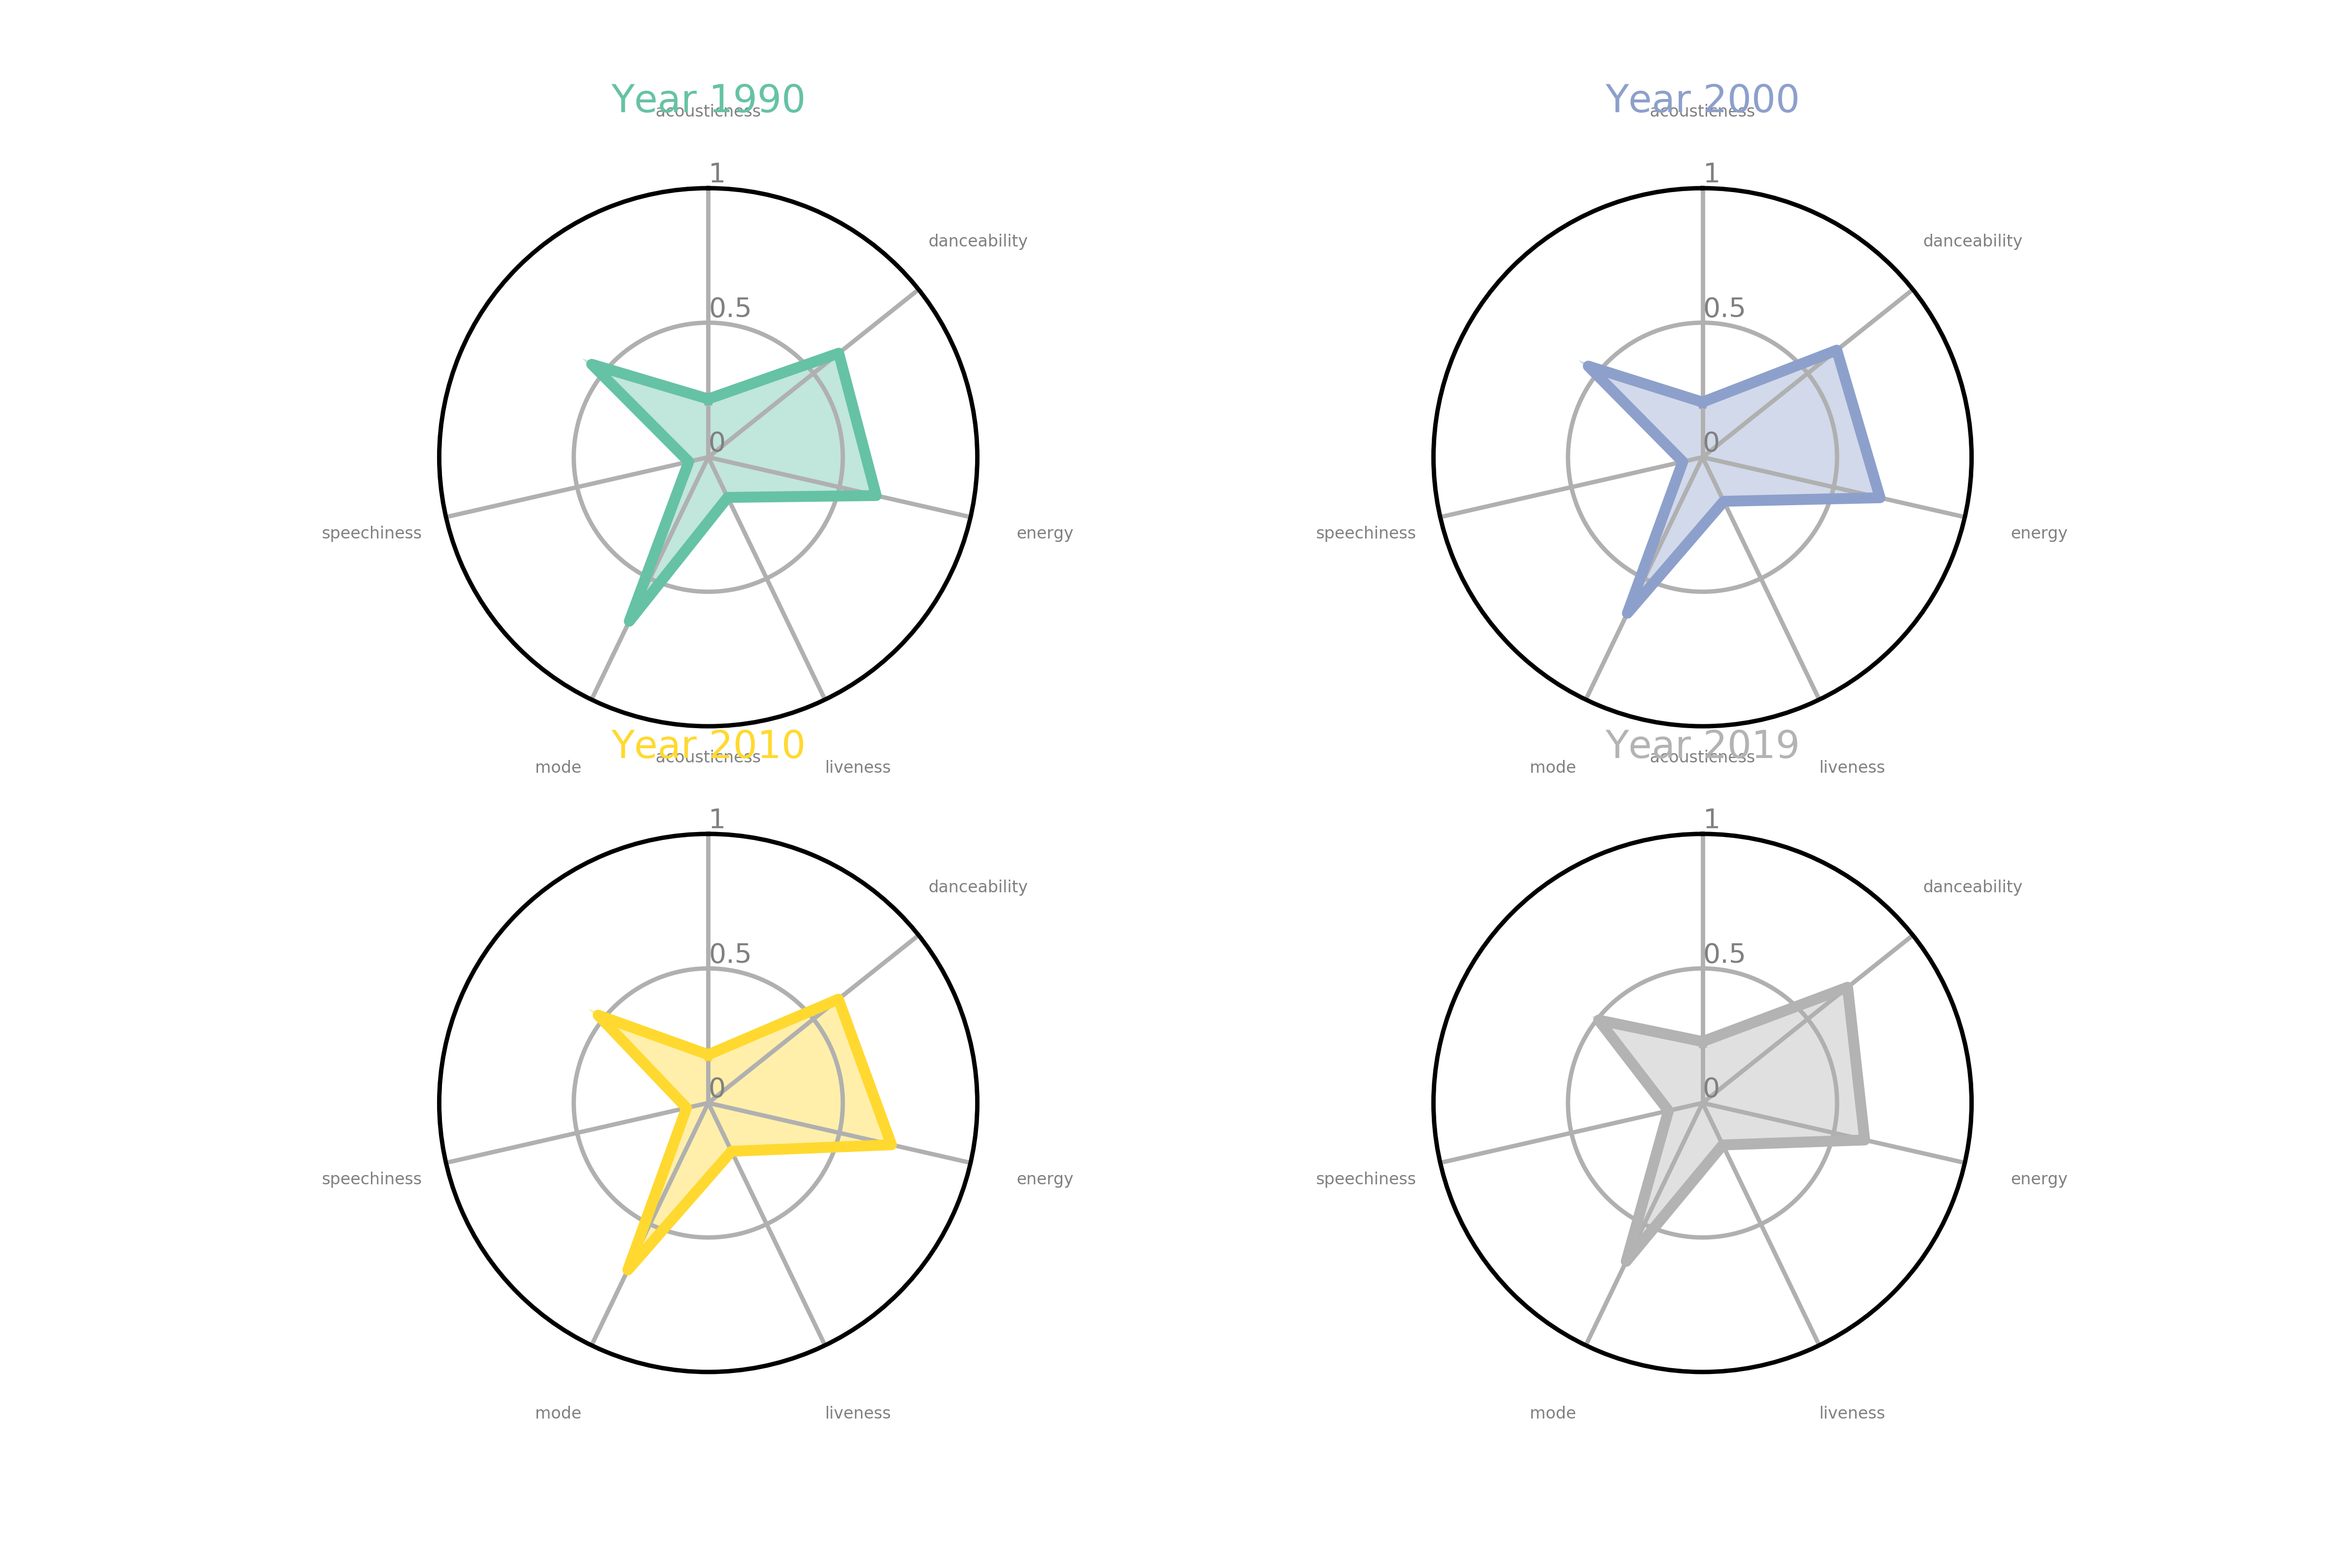 Year 1990
acousticness
1
danceability
0.5
0
speechiness
energy
mode
liveness
Year 2000
acousticness
1
danceability
0.5
0
speechiness
energy
mode
liveness
Year 2010
acousticness
1
danceability
0.5
0
speechiness
energy
mode
liveness
Year 2019
acousticness
1
danceability
0.5
0
speechiness
energy
mode
liveness